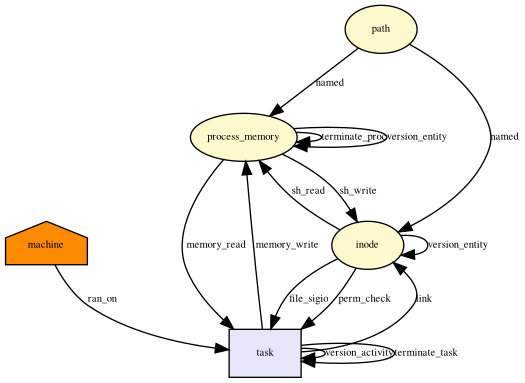 path
named
named
process_memory
terminate_proc
version_entity
sh_read
sh_write
machine
memory_read
memory_write
inode
version_entity
ran_on
file_sigio
perm_check
link
task
version_activity
terminate_task